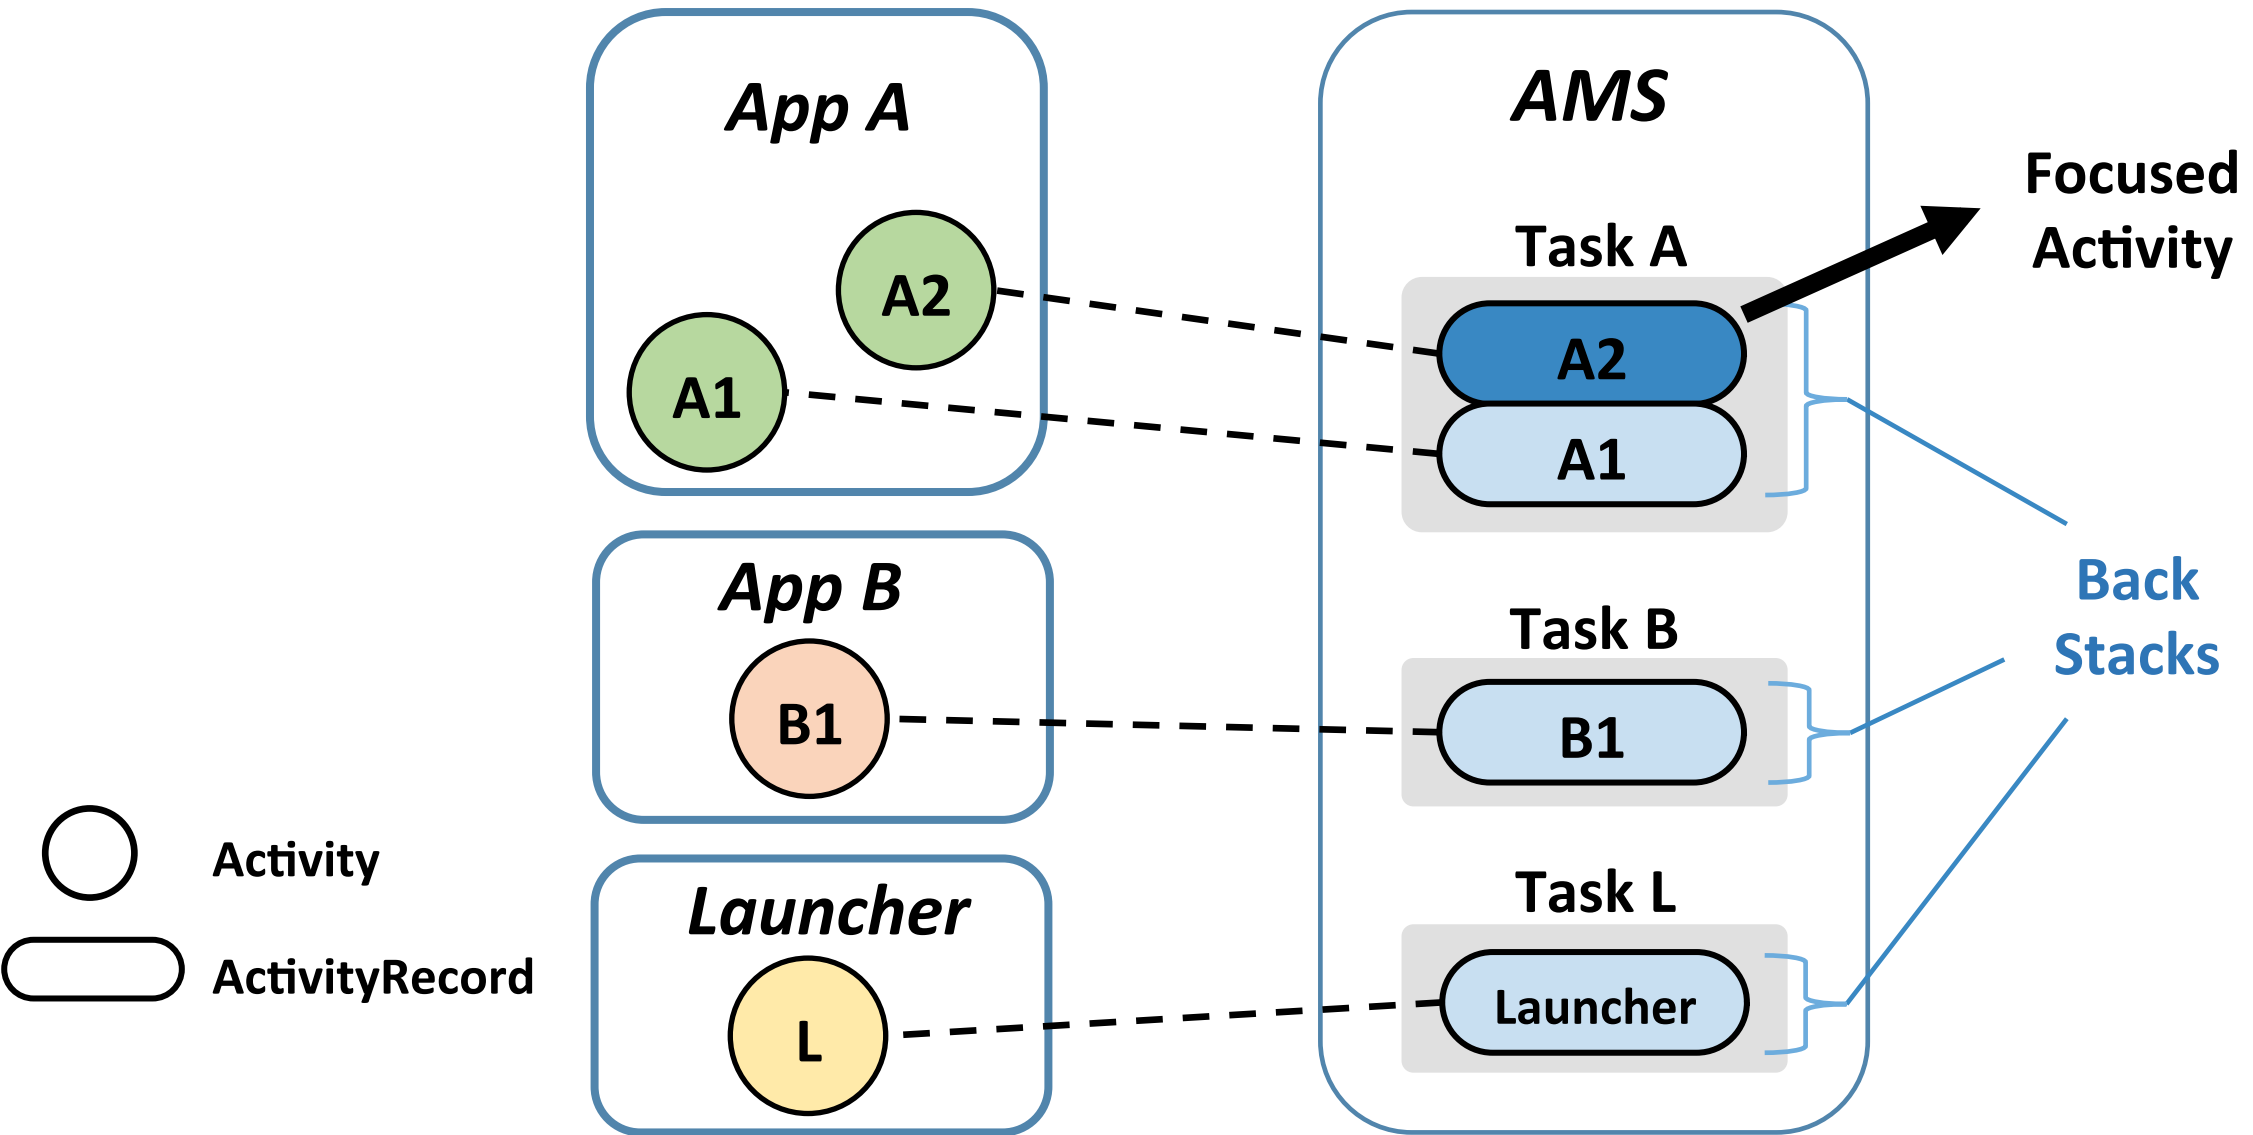 App A
A2
A1
App B
B1
Launcher
L
Activity
ActivityRecord
AMS
Task A
A2
A1
Task B
B1
Task L
Launcher
Focused
Activity
Back
Stacks